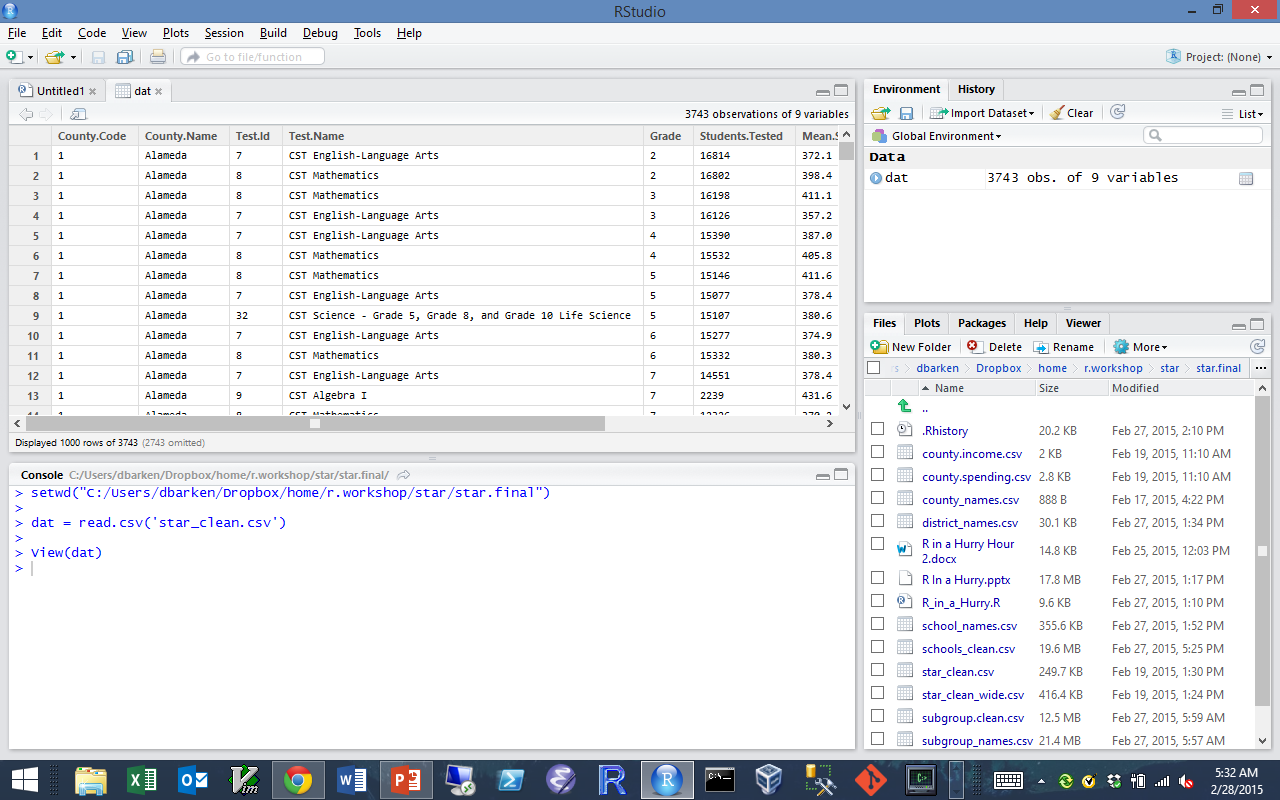 RStudio
File Edit Code View Plots Session Build Debug Tools Help
Go to file/function
Project: (None)
Untitled1 dat
3743 observations of 9 variables
County.Code County.Name Test.Id Test.Name Grade Students.Tested Mean.S
1 1 Alameda 7 CST English-Language Arts 2 16814 372.1
2 1 Alameda 8 CST Mathematics 2 16802 398.4
3 1 Alameda 8 CST Mathematics 3 16198 411.1
4 1 Alameda 7 CST English-Language Arts 3 16126 357.2
5 1 Alameda 7 CST English-Language Arts 4 15390 387.0
6 1 Alameda 8 CST Mathematics 4 15532 405.8
7 1 Alameda 8 CST Mathematics 5 15146 411.6
8 1 Alameda 7 CST English-Language Arts 5 15077 378.4
9 1 Alameda 32 CST Science - Grade 5, Grade 8, and Grade 10 Life Science 5 15107 380.6
10 1 Alameda 7 CST English-Language Arts 6 15277 374.9
11 1 Alameda 8 CST Mathematics 6 15332 380.3
12 1 Alameda 7 CST English-Language Arts 7 14551 378.4
13 1 Alameda 9 CST Algebra I 7 2239 431.6
14 1 Alameda 8 CST Mathematics 7
Displayed 1000 rows of 3743 (2743 omitted)
Console C:/Users/dbarken/Dropbox/home/r.workshop/star/star.final/
> setwd("C:/Users/dbarken/Dropbox/home/r.workshop/star/star.final")
>
> dat = read.csv('star_clean.csv')
>
> View(dat)
>
Environment History
Import Dataset Clear List
Global Environment
Data
dat 3743 obs. of 9 variables
Files Plots Packages Help Viewer
New Folder Delete Rename More
dbarken Dropbox home r.workshop star star.final ...
Name Size Modified
..
.Rhistory 20.2 KB Feb 27, 2015, 2:10 PM
county.income.csv 2 KB Feb 19, 2015, 11:10 AM
county.spending.csv 2.8 KB Feb 19, 2015, 11:10 AM
county_names.csv 888 B Feb 17, 2015, 4:22 PM
district_names.csv 30.1 KB Feb 27, 2015, 1:34 PM
R in a Hurry Hour
2.docx 14.8 KB Feb 25, 2015, 12:03 PM
R In a Hurry.pptx 17.8 MB Feb 27, 2015, 1:17 PM
R_in_a_Hurry.R 9.6 KB Feb 27, 2015, 1:10 PM
school_names.csv 355.6 KB Feb 27, 2015, 1:52 PM
schools_clean.csv 19.6 MB Feb 27, 2015, 5:25 PM
star_clean.csv 249.7 KB Feb 19, 2015, 1:30 PM
star_clean_wide.csv 416.4 KB Feb 19, 2015, 1:24 PM
subgroup.clean.csv 12.5 MB Feb 27, 2015, 5:59 AM
subgroup_names.csv 21.4 MB Feb 27, 2015, 5:57 AM
5:32 AM
2/28/2015